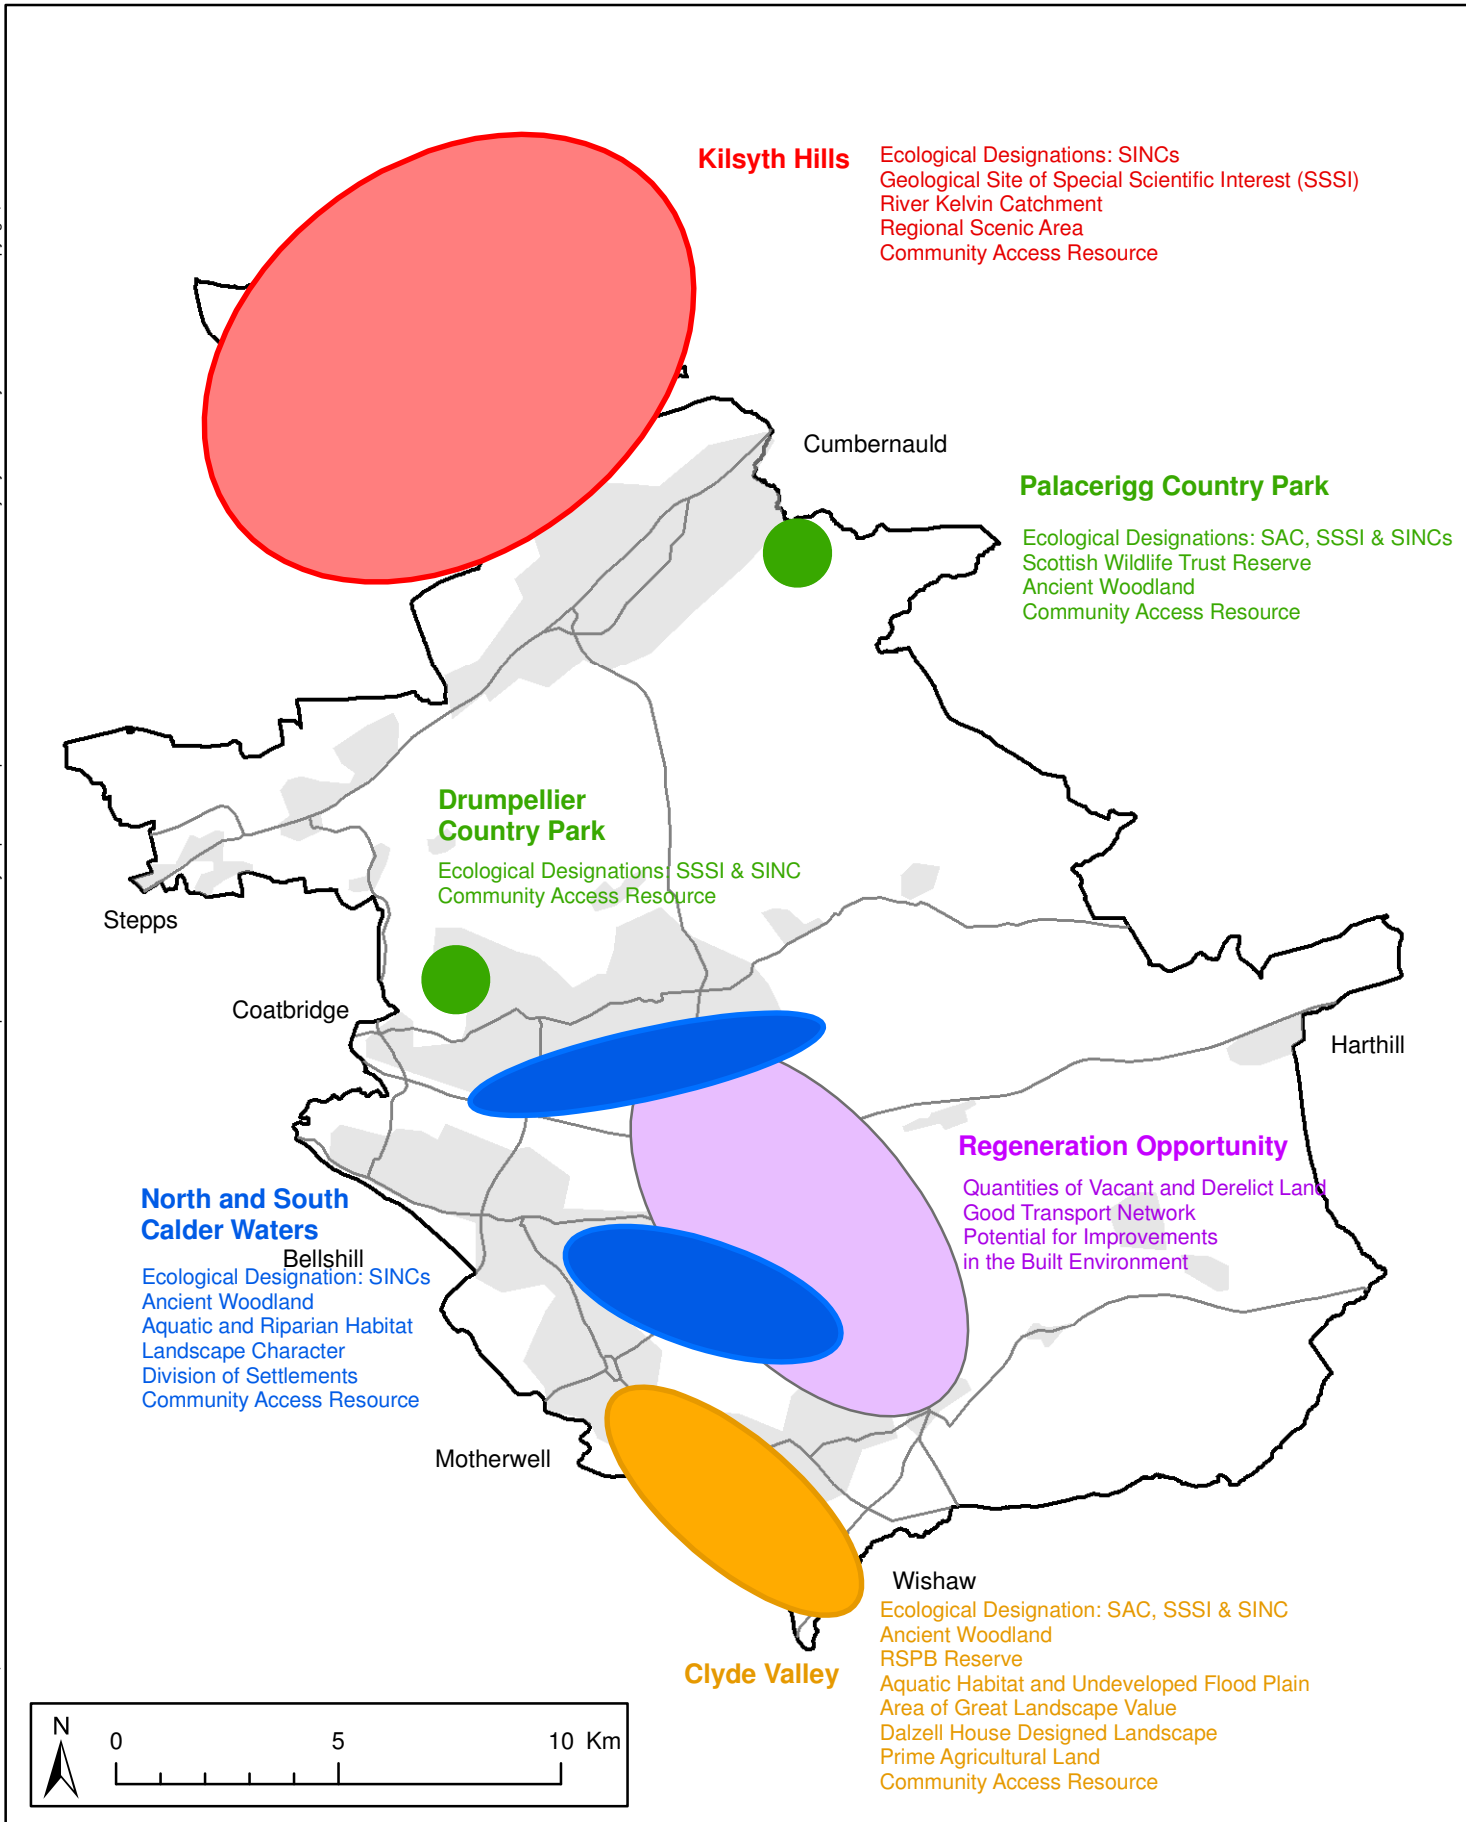 Kilsyth Hills
Ecological Designations: SINCs
Geological Site of Special Scientific Interest (SSSI)
River Kelvin Catchment
Regional Scenic Area
Community Access Resource
Cumbernauld
Palacerigg Country Park
Ecological Designations: SAC, SSSI & SINCs
Scottish Wildlife Trust Reserve
Ancient Woodland
Community Access Resource
Drumpellier
Country Park
Ecological Designations: SSSI & SINC
Community Access Resource
Stepps
Coatbridge
Harthill
Regeneration Opportunity
Quantities of Vacant and Derelict Land
Good Transport Network
Potential for Improvements
in the Built Environment
North and South
Calder Waters
Bellshill
Ecological Designation: SINCs
Ancient Woodland
Aquatic and Riparian Habitat
Landscape Character
Division of Settlements
Community Access Resource
Motherwell
Wishaw
Clyde Valley
Ecological Designation: SAC, SSSI & SINC
Ancient Woodland
RSPB Reserve
Aquatic Habitat and Undeveloped Flood Plain
Area of Great Landscape Value
Dalzell House Designed Landscape
Prime Agricultural Land
Community Access Resource
N
0 5 10 Km